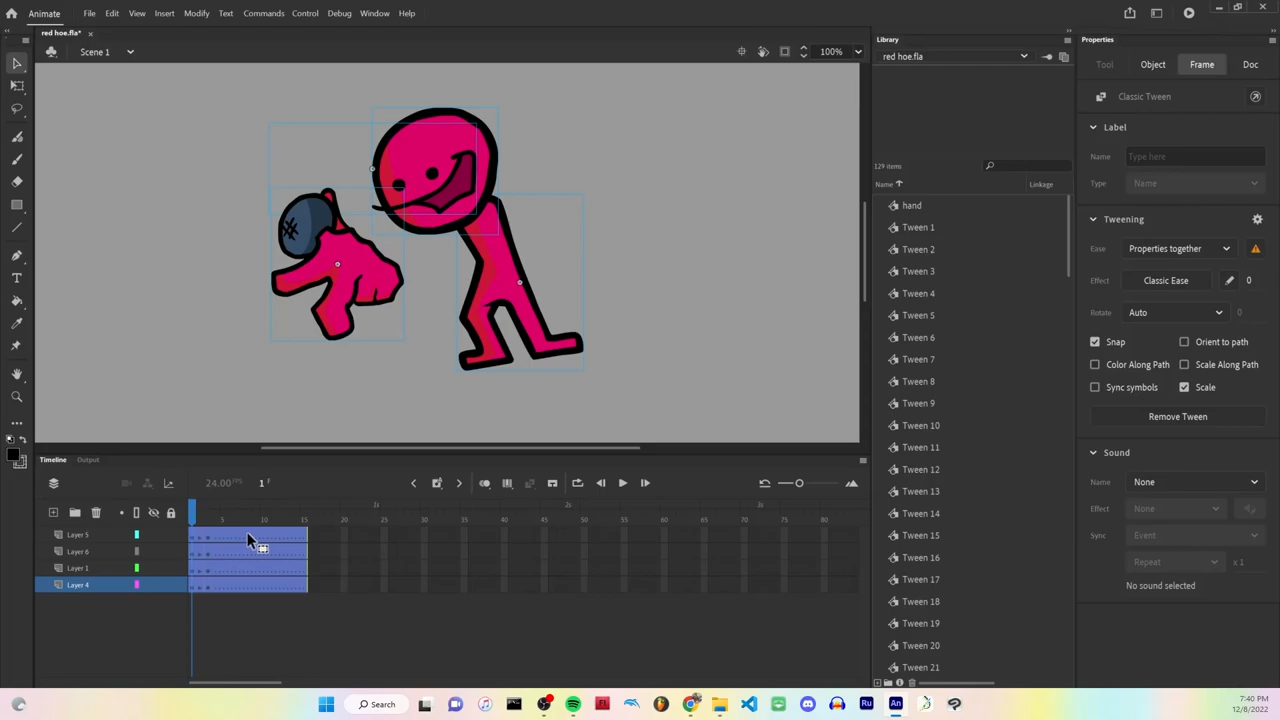 Animate File Edit View Insert Modify Text Commands Control Debug Window Help
red hoe.fla*
Scene 1
100%
Timeline Output
24.00 FPS 1 F
1s 2s 3s
5 10 15 20 25 30 35 40 45 50 55 60 65 70 75 80
Layer 5
Layer 6
Layer 1
Layer 4
Library
red hoe.fla
129 items
Name Linkage
hand
Tween 1
Tween 2
Tween 3
Tween 4
Tween 5
Tween 6
Tween 7
Tween 8
Tween 9
Tween 10
Tween 11
Tween 12
Tween 13
Tween 14
Tween 15
Tween 16
Tween 17
Tween 18
Tween 19
Tween 20
Tween 21
Properties
Tool Object Frame Doc
Classic Tween
Label
Name Type here
Type Name
Tweening
Ease Properties together
Effect Classic Ease 0
Rotate Auto 0
Snap Orient to path
Color Along Path Scale Along Path
Sync symbols Scale
Remove Tween
Sound
Name None
Effect None
Sync Event
Repeat x 1
No sound selected
Search
Ru An
7:40 PM
12/8/2022